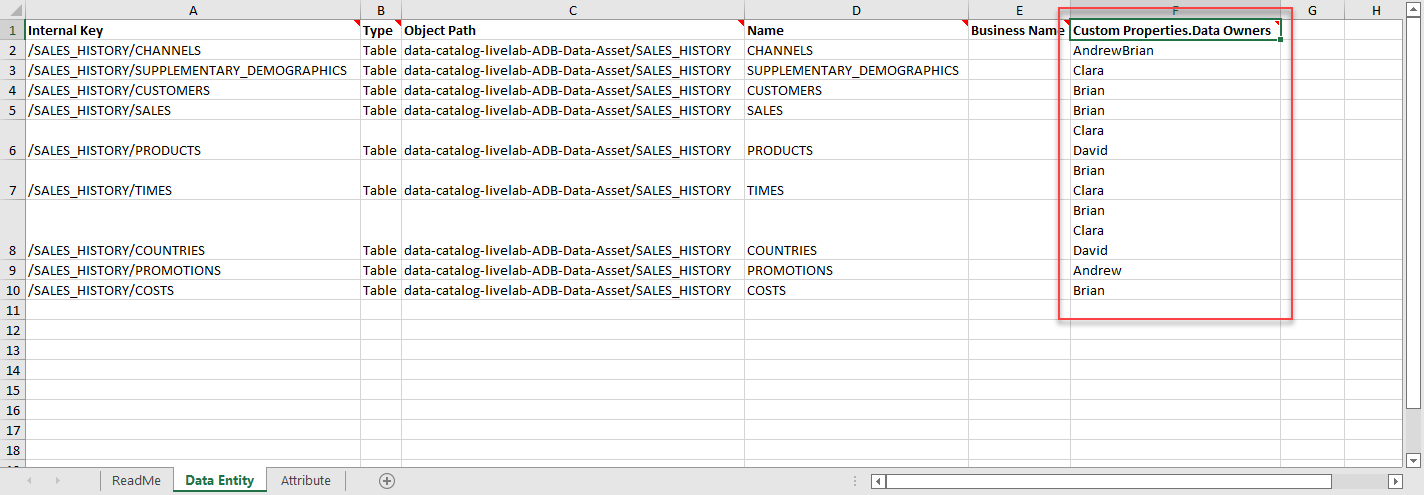 A B C D E F G H
1 Internal Key Type Object Path Name Business Name Custom Properties.Data Owners
2 /SALES_HISTORY/CHANNELS Table data-catalog-livelab-ADB-Data-Asset/SALES_HISTORY CHANNELS AndrewBrian
3 /SALES_HISTORY/SUPPLEMENTARY_DEMOGRAPHICS Table data-catalog-livelab-ADB-Data-Asset/SALES_HISTORY SUPPLEMENTARY_DEMOGRAPHICS Clara
4 /SALES_HISTORY/CUSTOMERS Table data-catalog-livelab-ADB-Data-Asset/SALES_HISTORY CUSTOMERS Brian
5 /SALES_HISTORY/SALES Table data-catalog-livelab-ADB-Data-Asset/SALES_HISTORY SALES Brian
Clara
6 /SALES_HISTORY/PRODUCTS Table data-catalog-livelab-ADB-Data-Asset/SALES_HISTORY PRODUCTS David
Brian
7 /SALES_HISTORY/TIMES Table data-catalog-livelab-ADB-Data-Asset/SALES_HISTORY TIMES Clara
Brian
Clara
8 /SALES_HISTORY/COUNTRIES Table data-catalog-livelab-ADB-Data-Asset/SALES_HISTORY COUNTRIES David
9 /SALES_HISTORY/PROMOTIONS Table data-catalog-livelab-ADB-Data-Asset/SALES_HISTORY PROMOTIONS Andrew
10 /SALES_HISTORY/COSTS Table data-catalog-livelab-ADB-Data-Asset/SALES_HISTORY COSTS Brian
11
12
13
14
15
16
17
18
ReadMe Data Entity Attribute